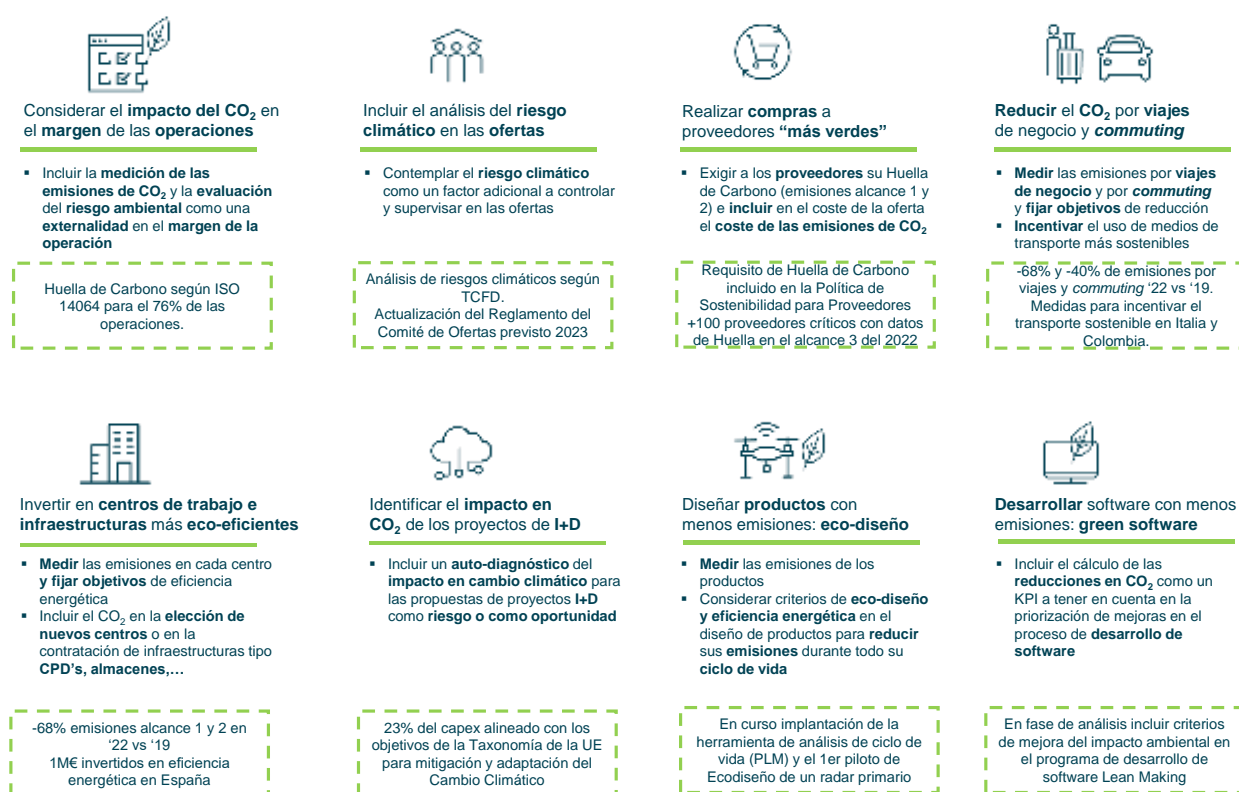 Considerar el impacto del CO2 en
el margen de las operaciones
▪ Incluir la medición de las
emisiones de CO2 y la evaluación
del riesgo ambiental como una
externalidad en el margen de la
operación
Huella de Carbono según ISO
14064 para el 76% de las
operaciones.
Incluir el análisis del riesgo
climático en las ofertas
▪ Contemplar el riesgo climático
como un factor adicional a controlar
y supervisar en las ofertas
Análisis de riesgos climáticos según
TCFD.
Actualización del Reglamento del
Comité de Ofertas previsto 2023
Realizar compras a
proveedores “más verdes”
▪ Exigir a los proveedores su Huella
de Carbono (emisiones alcance 1 y
2) e incluir en el coste de la oferta
el coste de las emisiones de CO2
Requisito de Huella de Carbono
incluido en la Política de
Sostenibilidad para Proveedores
+100 proveedores críticos con datos
de Huella en el alcance 3 del 2022
Reducir el CO2 por viajes
de negocio y commuting
▪ Medir las emisiones por viajes
de negocio y por commuting
y fijar objetivos de reducción
▪ Incentivar el uso de medios de
transporte más sostenibles
-68% y -40% de emisiones por
viajes y commuting ‘22 vs ‘19.
Medidas para incentivar el
transporte sostenible en Italia y
Colombia.
Invertir en centros de trabajo e
infraestructuras más eco-eficientes
▪ Medir las emisiones en cada centro
y fijar objetivos de eficiencia
energética
▪ Incluir el CO2 en la elección de
nuevos centros o en la
contratación de infraestructuras tipo
CPD’s, almacenes,…
-68% emisiones alcance 1 y 2 en
‘22 vs ‘19
1M€ invertidos en eficiencia
energética en España
Identificar el impacto en
CO2 de los proyectos de I+D
▪ Incluir un auto-diagnóstico del
impacto en cambio climático para
las propuestas de proyectos I+D
como riesgo o como oportunidad
23% del capex alineado con los
objetivos de la Taxonomía de la UE
para mitigación y adaptación del
Cambio Climático
Diseñar productos con
menos emisiones: eco-diseño
▪ Medir las emisiones de los
productos
▪ Considerar criterios de eco-diseño
y eficiencia energética en el
diseño de productos para reducir
sus emisiones durante todo su
ciclo de vida
En curso implantación de la
herramienta de análisis de ciclo de
vida (PLM) y el 1er piloto de
Ecodiseño de un radar primario
Desarrollar software con menos
emisiones: green software
▪ Incluir el cálculo de las
reducciones en CO2 como un
KPI a tener en cuenta en la
priorización de mejoras en el
proceso de desarrollo de
software
En fase de análisis incluir criterios
de mejora del impacto ambiental en
el programa de desarrollo de
software Lean Making